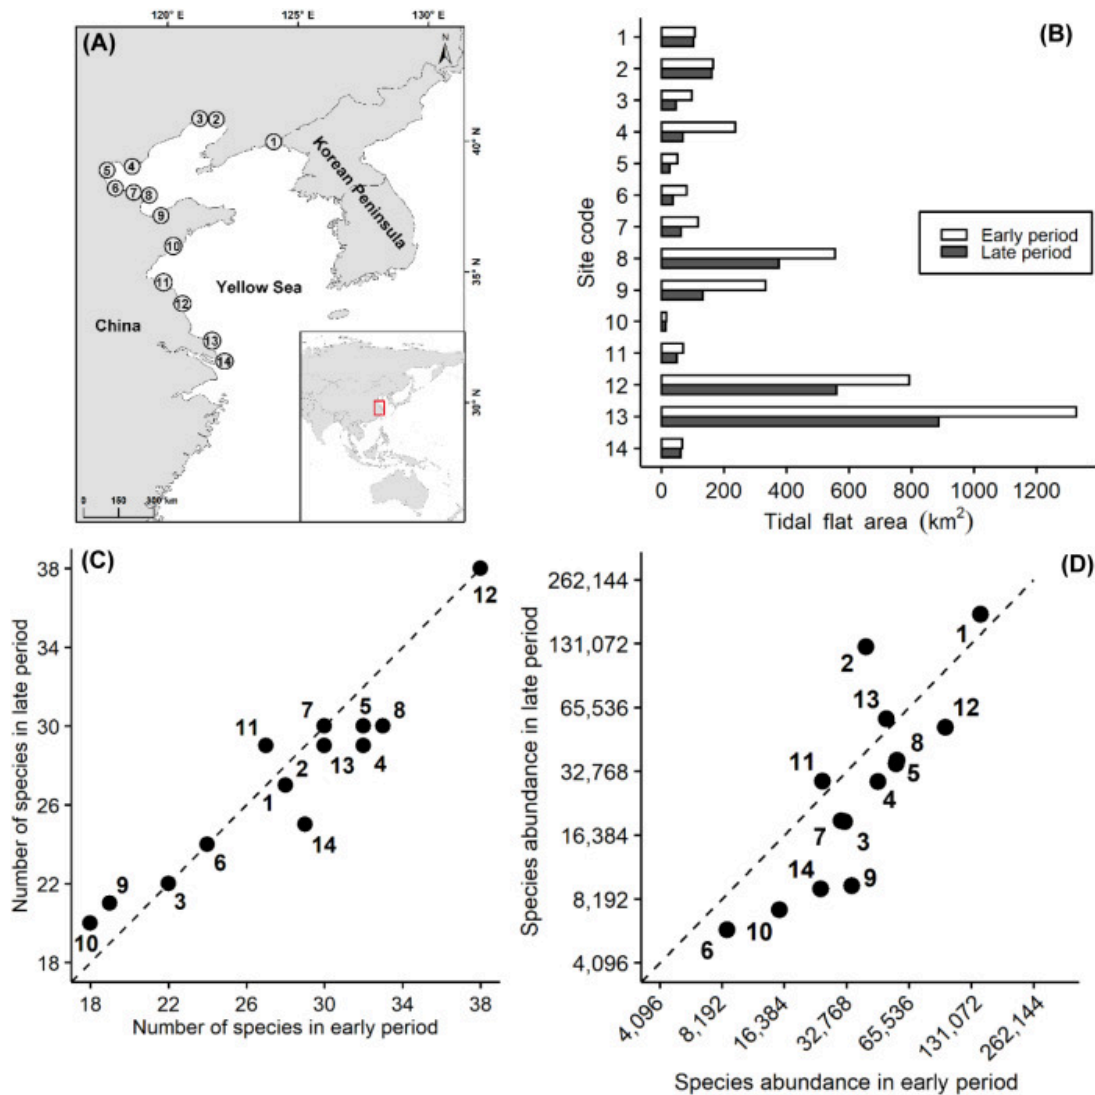 120° E
125° E
130° E
(A)
N
3
2
1
5
4
6
7
8
9
10
11
12
13
14
Korean Peninsula
Yellow Sea
China
40° N
35° N
30° N
0
150
300 km
(B)
Site code
1
2
3
4
5
6
7
8
9
10
11
12
13
14
Early period
Late period
0 200 400 600 800 1000 1200
Tidal flat area (km²)
(C)
Number of species in late period
38
34
30
26
22
18
12
7
5
8
11
13
4
2
1
14
6
9
3
10
18 22 26 30 34 38
Number of species in early period
(D)
Species abundance in late period
262,144
131,072
65,536
32,768
16,384
8,192
4,096
1
2
13
12
8
11
5
4
7
3
14
9
10
6
4,096 8,192 16,384 32,768 65,536 131,072 262,144
Species abundance in early period